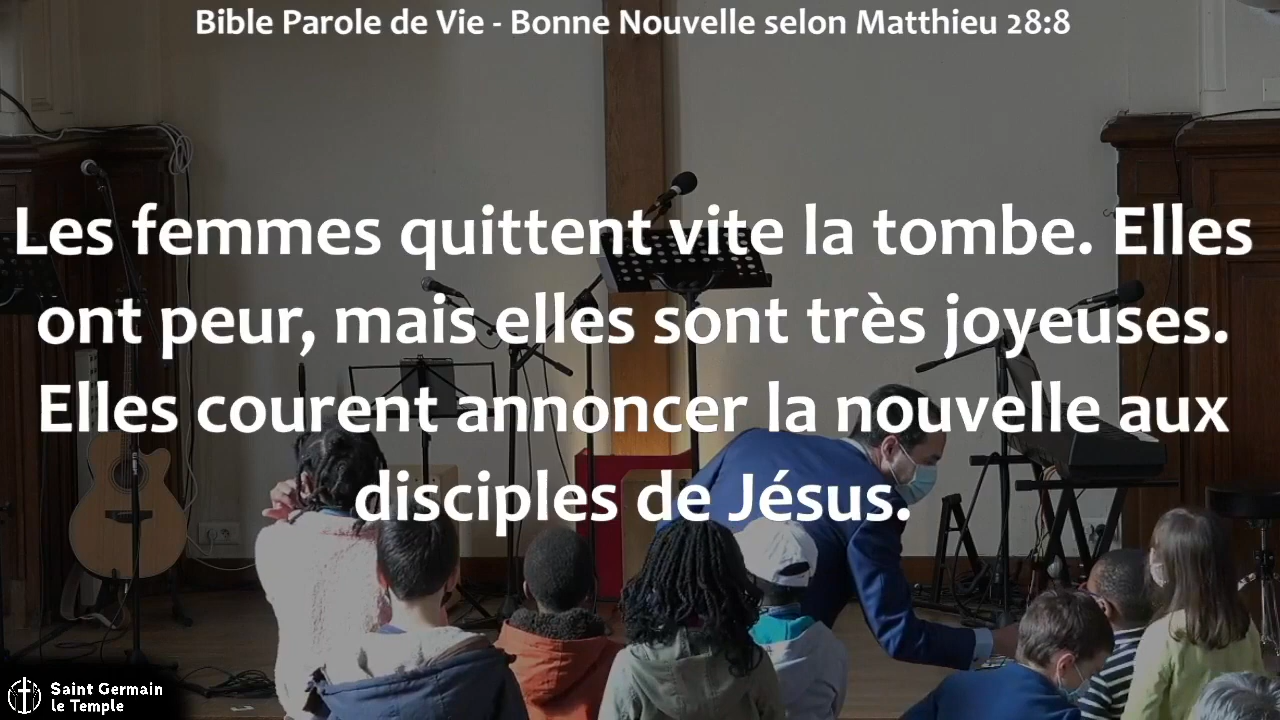 Bible Parole de Vie - Bonne Nouvelle selon Matthieu 28:8
Les femmes quittent vite la tombe. Elles
ont peur, mais elles sont très joyeuses.
Elles courent annoncer la nouvelle aux
disciples de Jésus.
Saint Germain
le Temple